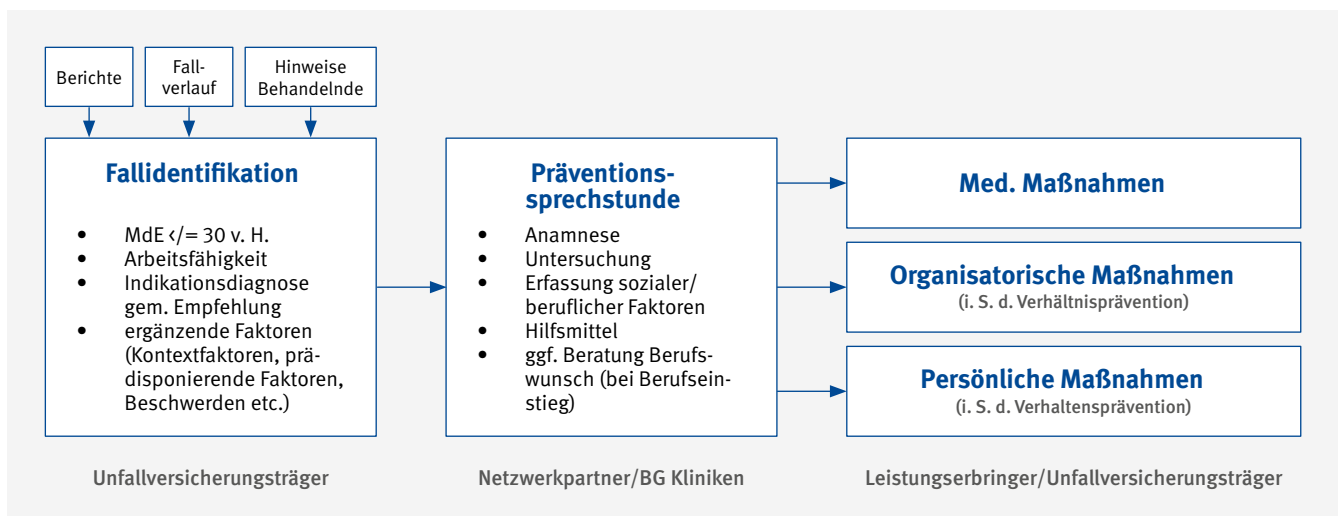 Berichte
Fall-
verlauf
Hinweise
Behandelnde
Fallidentifikation
• MdE </= 30 v. H.
• Arbeitsfähigkeit
• Indikationsdiagnose
gem. Empfehlung
• ergänzende Faktoren
(Kontextfaktoren, prä-
disponierende Faktoren,
Beschwerden etc.)
Unfallversicherungsträger
Präventions-
sprechstunde
• Anamnese
• Untersuchung
• Erfassung sozialer/
beruflicher Faktoren
• Hilfsmittel
• ggf. Beratung Berufs-
wunsch (bei Berufsein-
stieg)
Netzwerkpartner/BG Kliniken
Med. Maßnahmen
Organisatorische Maßnahmen
(i. S. d. Verhältnisprävention)
Persönliche Maßnahmen
(i. S. d. Verhaltensprävention)
Leistungserbringer/Unfallversicherungsträger